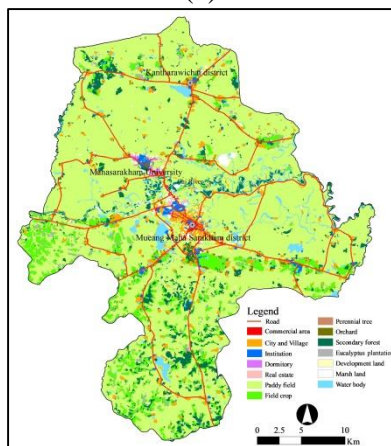 Kantharawichai district
Mahasarakham University
Mueang Maha Sarakham district
Legend
Road
Commercial area
City and Village
Institution
Dormitory
Real estate
Paddy field
Field crop
Perennial tree
Orchard
Secondary forest
Eucalyptus plantation
Development land
Marsh land
Water body
0 2.5 5 10
Km